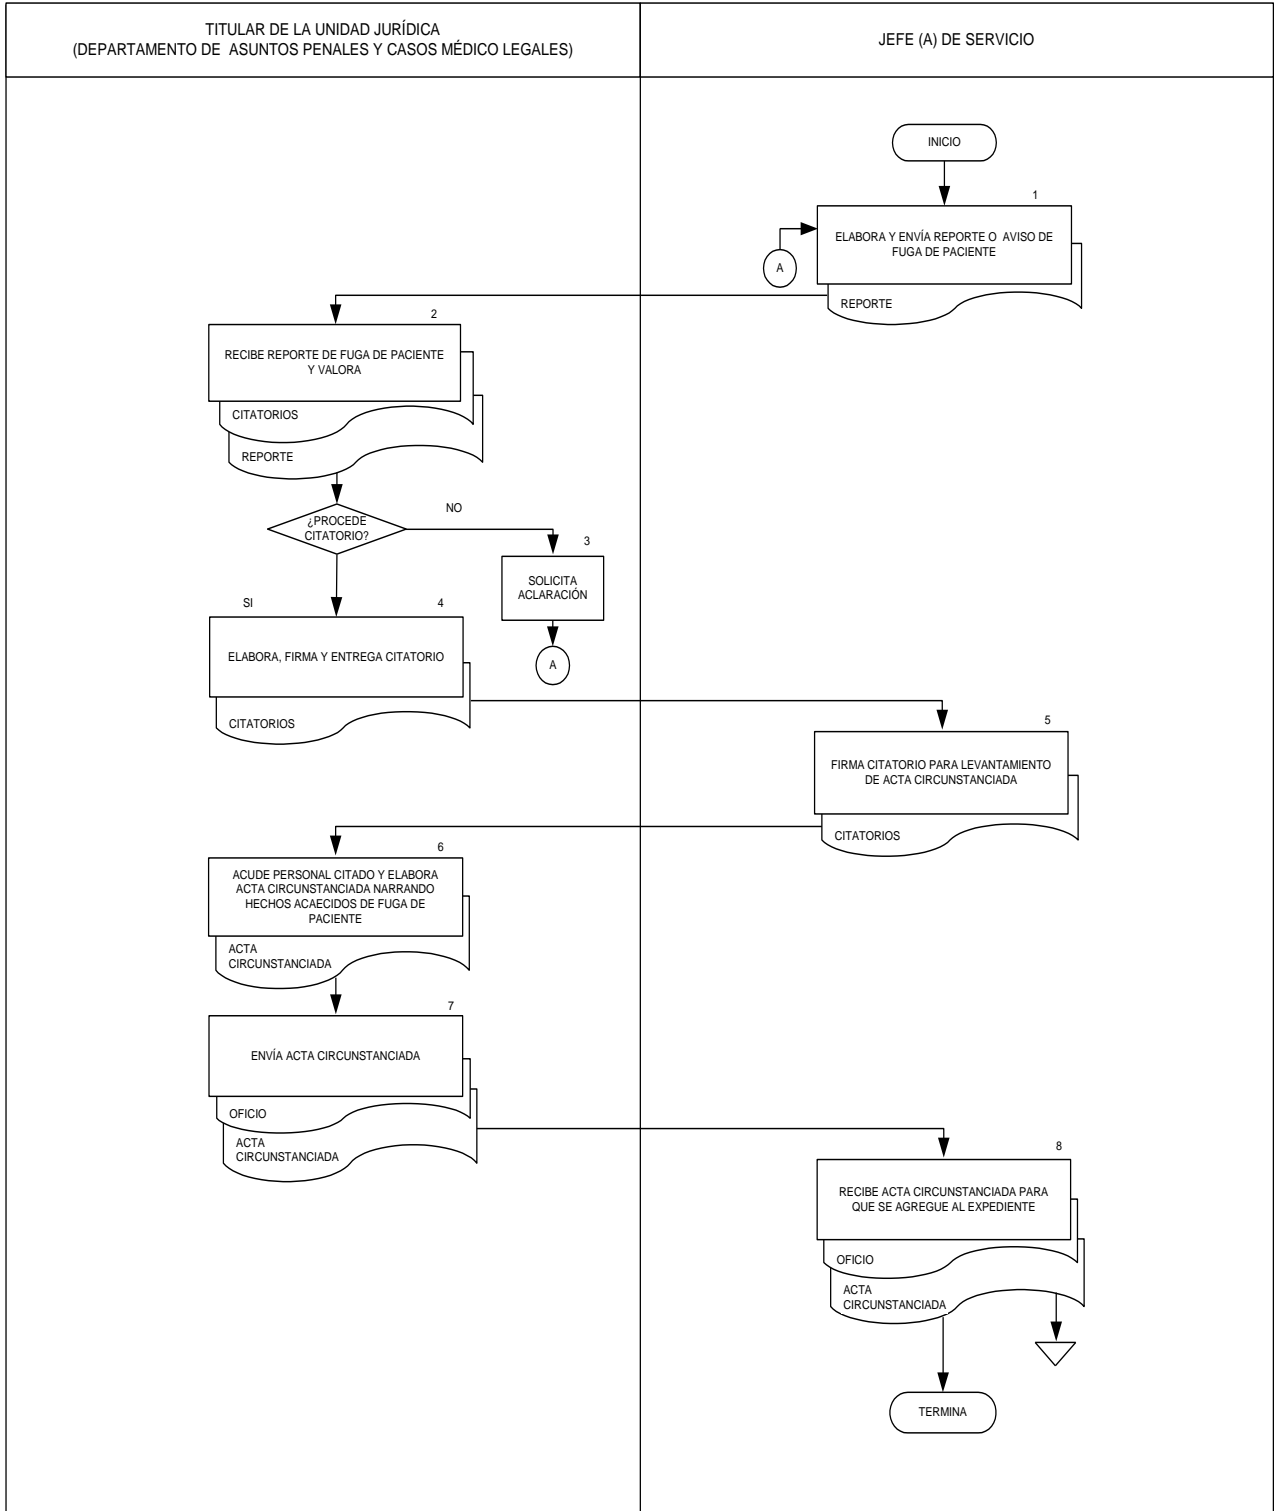 TITULAR DE LA UNIDAD JURÍDICA
(DEPARTAMENTO DE ASUNTOS PENALES Y CASOS MÉDICO LEGALES)
JEFE (A) DE SERVICIO
INICIO
1
ELABORA Y ENVÍA REPORTE O AVISO DE
FUGA DE PACIENTE
A
REPORTE
2
RECIBE REPORTE DE FUGA DE PACIENTE
Y VALORA
CITATORIOS
REPORTE
¿PROCEDE
CITATORIO?
NO
3
SOLICITA
ACLARACIÓN
A
SI
4
ELABORA, FIRMA Y ENTREGA CITATORIO
CITATORIOS
5
FIRMA CITATORIO PARA LEVANTAMIENTO
DE ACTA CIRCUNSTANCIADA
CITATORIOS
6
ACUDE PERSONAL CITADO Y ELABORA
ACTA CIRCUNSTANCIADA NARRANDO
HECHOS ACAECIDOS DE FUGA DE
PACIENTE
ACTA
CIRCUNSTANCIADA
7
ENVÍA ACTA CIRCUNSTANCIADA
OFICIO
ACTA
CIRCUNSTANCIADA
8
RECIBE ACTA CIRCUNSTANCIADA PARA
QUE SE AGREGUE AL EXPEDIENTE
OFICIO
ACTA
CIRCUNSTANCIADA
TERMINA